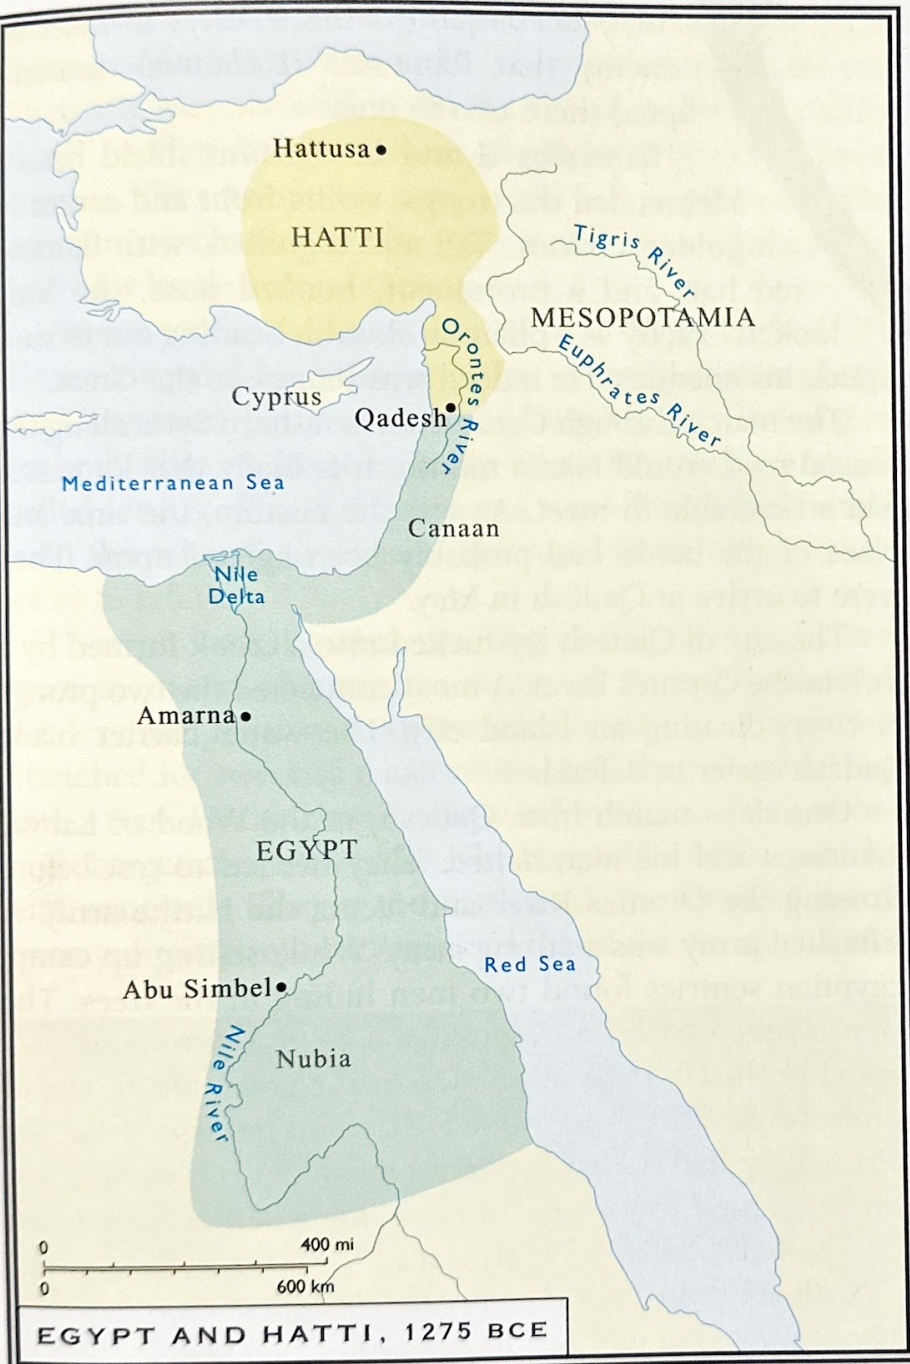 Hattusa
HATTI
Tigris River
MESOPOTAMIA
Orontes River
Euphrates River
Cyprus
Qadesh
Mediterranean Sea
Canaan
Nile
Delta
Amarna
EGYPT
Red Sea
Abu Simbel
Nubia
Nile River
0 400 mi
0 600 km
EGYPT AND HATTI, 1275 BCE